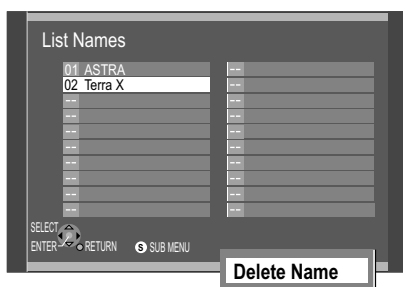 List Names
01 ASTRA --
02 Terra X --
-- --
-- --
-- --
-- --
-- --
-- --
-- --
-- --
SELECT
ENTER RETURN S SUB MENU
Delete Name